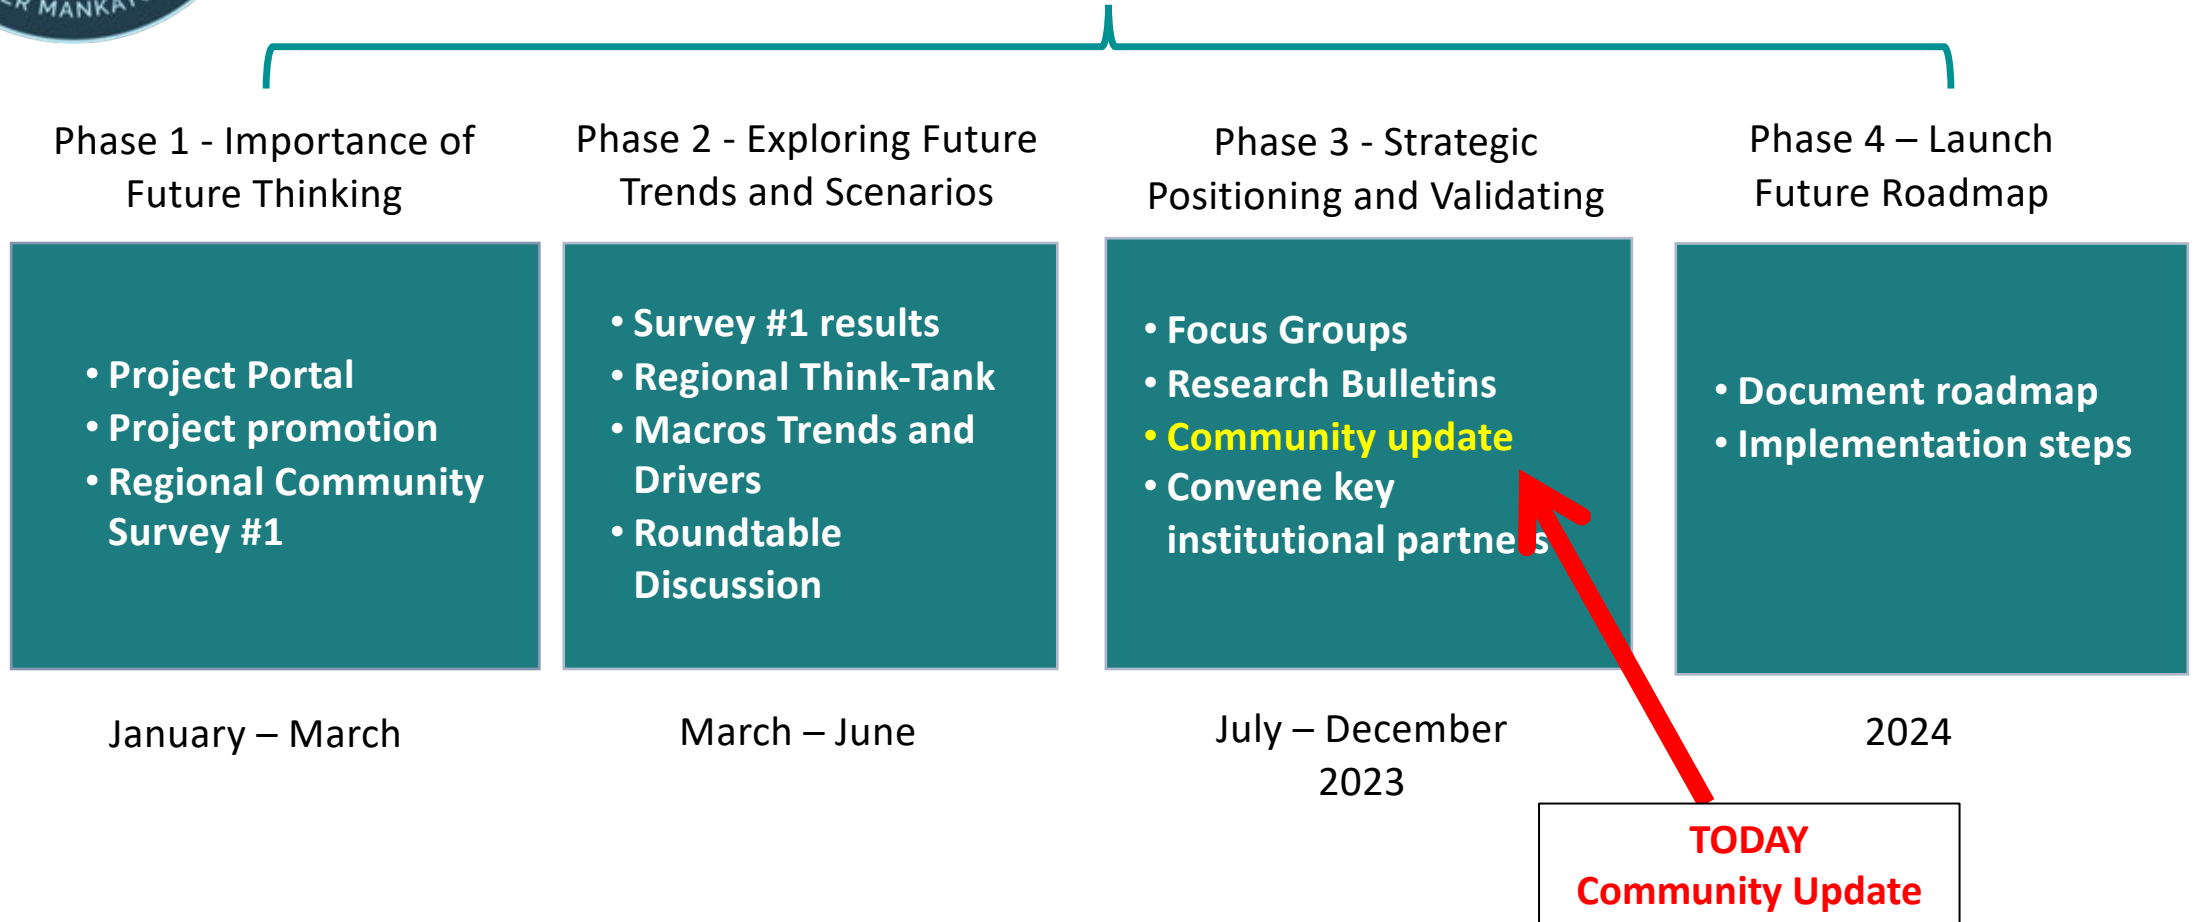 MANKATO
Phase 1 - Importance of
Future Thinking
• Project Portal
• Project promotion
• Regional Community
Survey #1
January – March
Phase 2 - Exploring Future
Trends and Scenarios
• Survey #1 results
• Regional Think-Tank
• Macros Trends and
Drivers
• Roundtable
Discussion
March – June
Phase 3 - Strategic
Positioning and Validating
• Focus Groups
• Research Bulletins
• Community update
• Convene key
institutional partners
July – December
2023
Phase 4 – Launch
Future Roadmap
• Document roadmap
• Implementation steps
2024
TODAY
Community Update